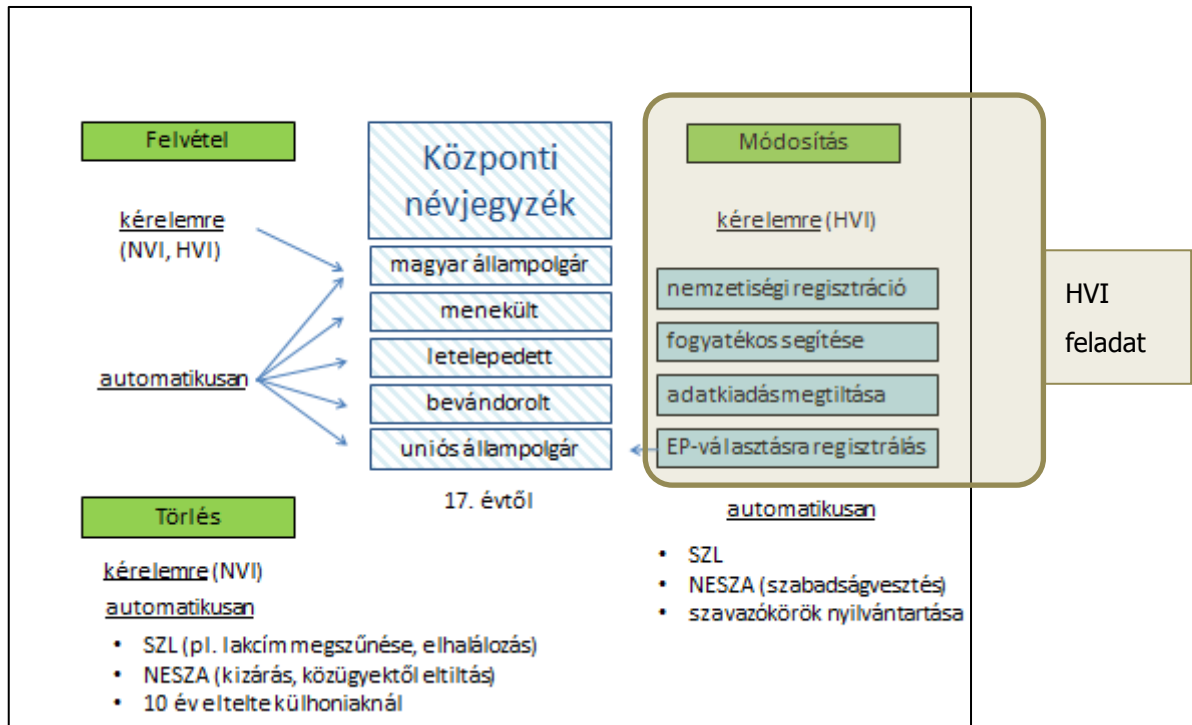 Felvétel
kérelemre
(NVI, HVI)
automatikusan
Központi
névjegyzék
magyar állampolgár
menekült
letelepedett
bevándorolt
uniós állampolgár
17. évtől
Módosítás
kérelemre (HVI)
nemzetiségi regisztráció
fogyatékos segítése
adatkiadás megtiltása
EP-választásra regisztrálás
HVI
feladat
automatikusan
• SZL
• NESZA (szabadságvesztés)
• szavazókörök nyilvántartása
Törlés
kérelemre (NVI)
automatikusan
• SZL (pl. lakcím megszűnése, elhalálozás)
• NESZA (kizárás, közügyektől eltiltás)
• 10 év eltelte külhoniaknál